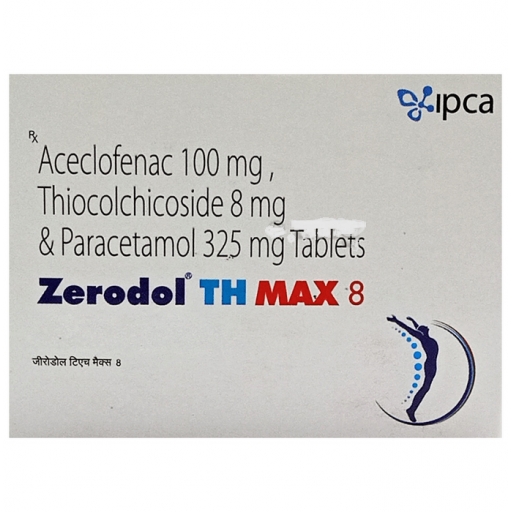 ipca
Rx
Aceclofenac 100 mg ,
Thiocolchicoside 8 mg
& Paracetamol 325 mg Tablets
Zerodol® TH MAX 8
जीरोडोल टिएच मैक्स 8